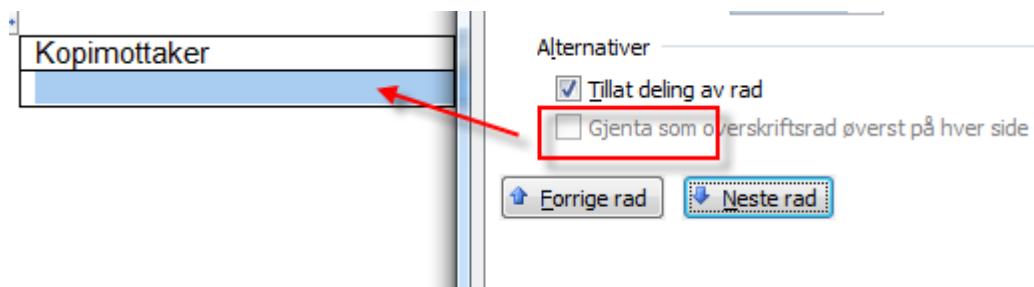 Kopimottaker
Alternativer
Tillat deling av rad
Gjenta som overskriftsrad øverst på hver side
Forrige rad
Neste rad